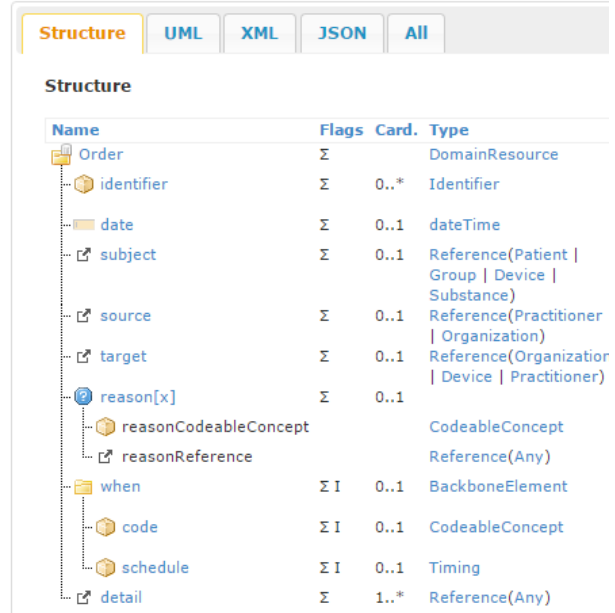 Structure UML XML JSON All
Structure
Name Flags Card. Type
Order Σ DomainResource
identifier Σ 0..* Identifier
date Σ 0..1 dateTime
subject Σ 0..1 Reference(Patient |
Group | Device |
Substance)
source Σ 0..1 Reference(Practitioner
| Organization)
target Σ 0..1 Reference(Organization
| Device | Practitioner)
reason[x] Σ 0..1
reasonCodeableConcept CodeableConcept
reasonReference Reference(Any)
when Σ I 0..1 BackboneElement
code Σ I 0..1 CodeableConcept
schedule Σ I 0..1 Timing
detail Σ 1..* Reference(Any)